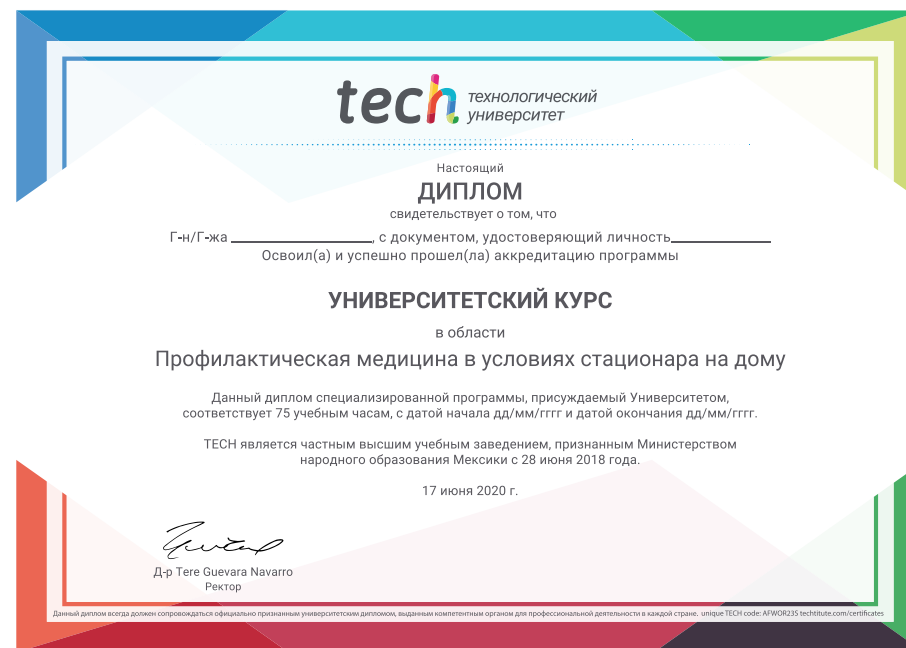 tech технологический
университет
Настоящий
ДИПЛОМ
свидетельствует о том, что
Г-н/Г-жа ____________________, с документом, удостоверяющий личность______________
Освоил(а) и успешно прошел(ла) аккредитацию программы
УНИВЕРСИТЕТСКИЙ КУРС
в области
Профилактическая медицина в условиях стационара на дому
Данный диплом специализированной программы, присуждаемый Университетом,
соответствует 75 учебным часам, с датой начала дд/мм/гггг и датой окончания дд/мм/гггг.
TECH является частным высшим учебным заведением, признанным Министерством
народного образования Мексики с 28 июня 2018 года.
17 июня 2020 г.
Д-р Tere Guevara Navarro
Ректор
Данный диплом всегда должен сопровождаться официально признанным университетским дипломом, выданным компетентным органом для профессиональной деятельности в каждой стране. unique TECH code: AFWOR23S techtitute.com/certificates